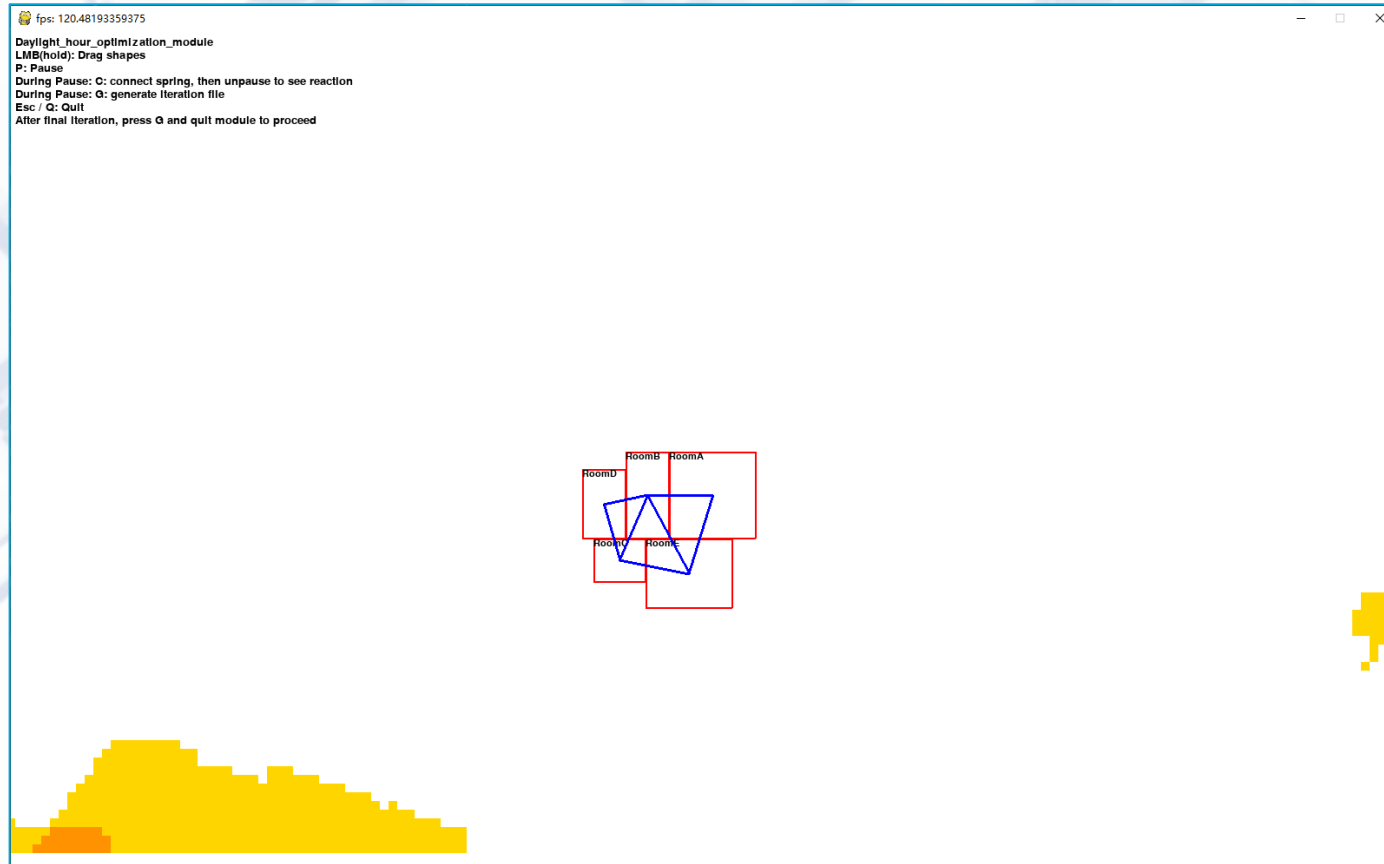 fps: 120.48193359375
Daylight_hour_optimization_module
LMB(hold): Drag shapes
P: Pause
During Pause: C: connect spring, then unpause to see reaction
During Pause: G: generate iteration file
Esc / Q: Quit
After final iteration, press G and quit module to proceed
RoomB RoomA
RoomD
RoomC RoomE